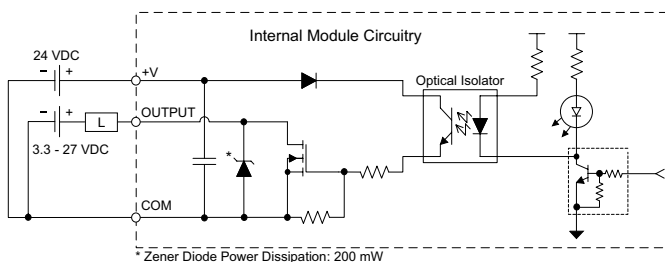 Internal Module Circuitry
24 VDC
− +
+V
Optical Isolator
− +
OUTPUT
L
3.3 - 27 VDC
*
COM
* Zener Diode Power Dissipation: 200 mW